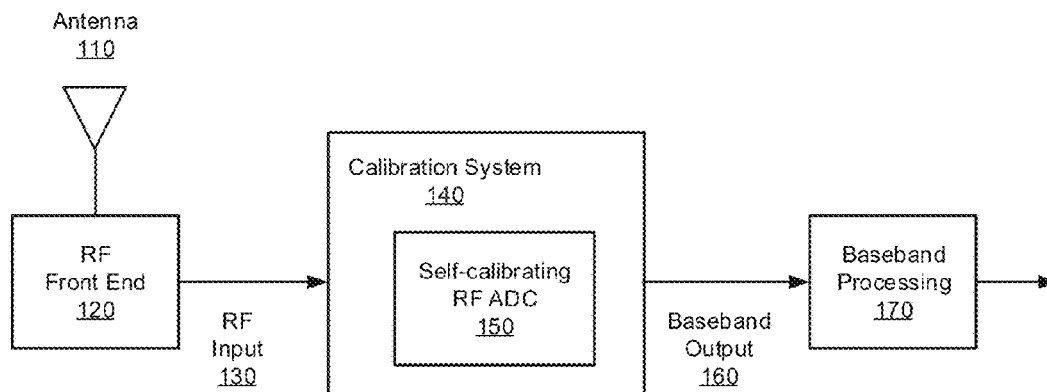 Antenna
110
Calibration System
140
RF
Front End
120
Self-calibrating
RF ADC
150
Baseband
Processing
170
RF
Input
130
Baseband
Output
160